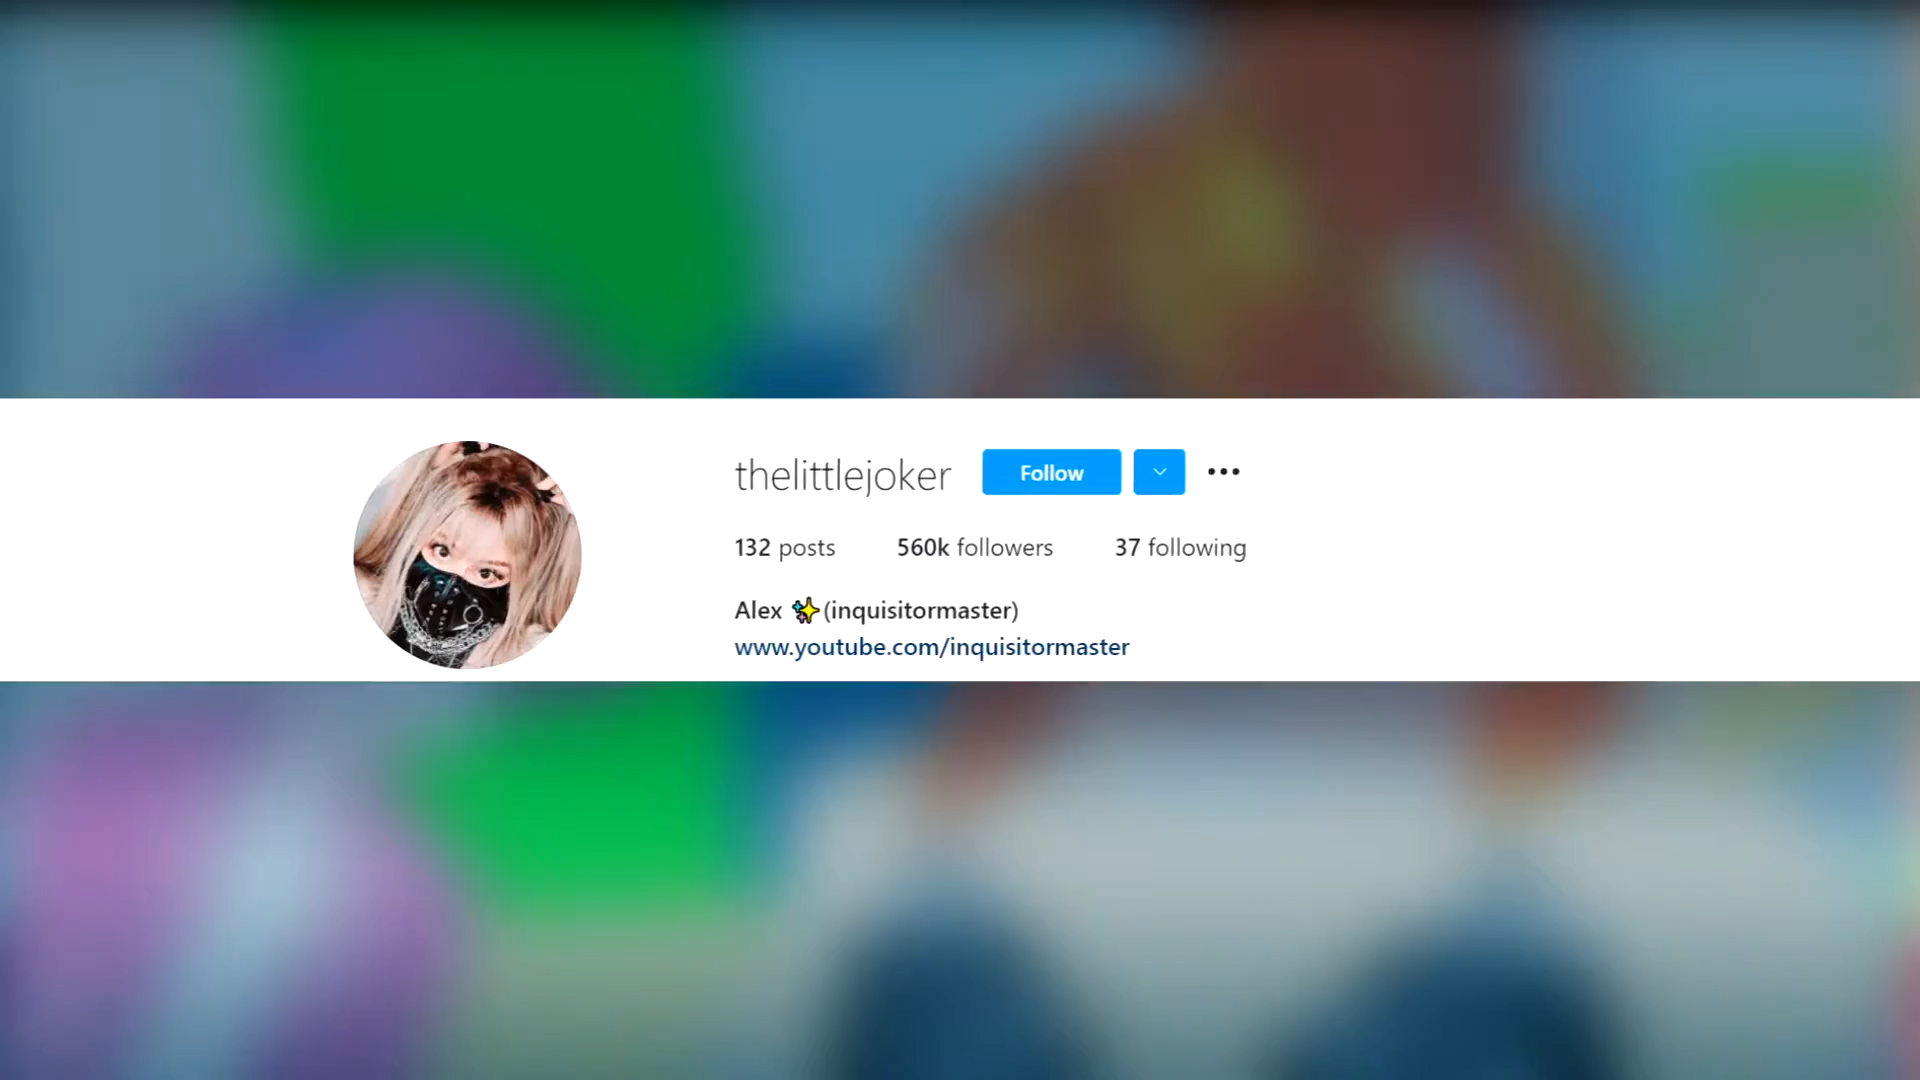 thelittlejoker Follow
132 posts 560k followers 37 following
Alex ✨(inquisitormaster)
www.youtube.com/inquisitormaster